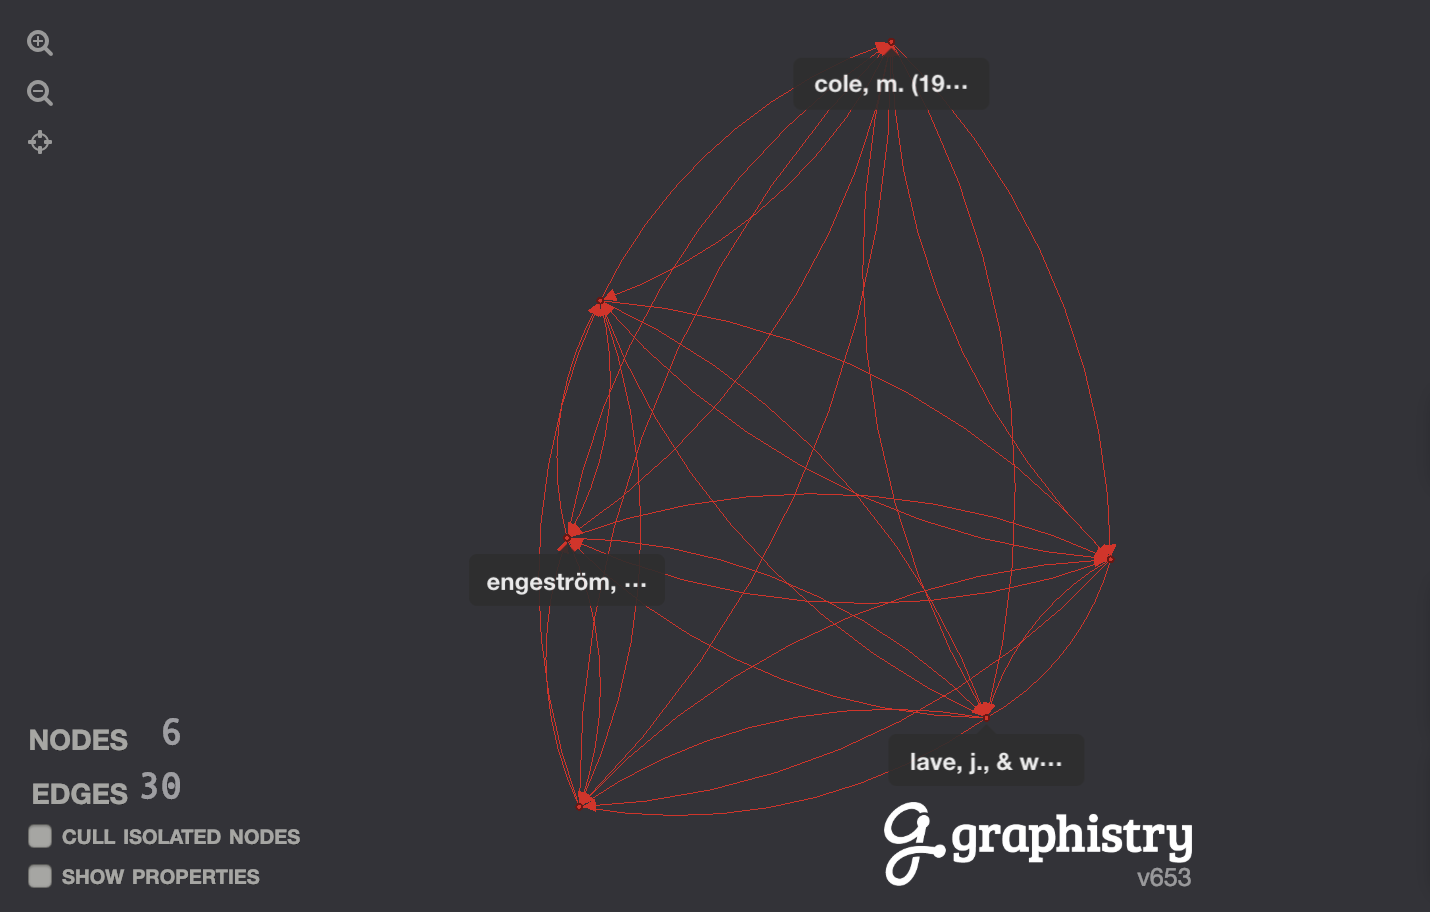 cole, m. (19···
engeström, ···
lave, j., & w···
NODES 6
EDGES 30
CULL ISOLATED NODES
SHOW PROPERTIES
graphistry
v653